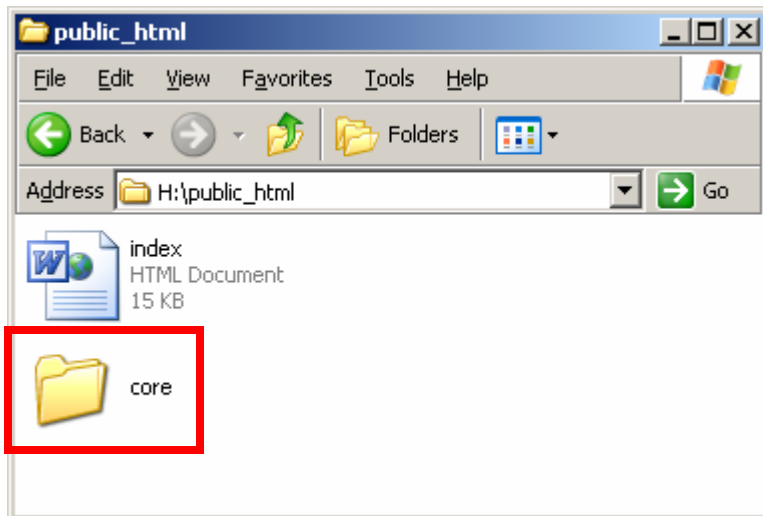 public_html
File Edit View Favorites Tools Help
Back Folders
Address H:\public_html Go
index
HTML Document
15 KB
core